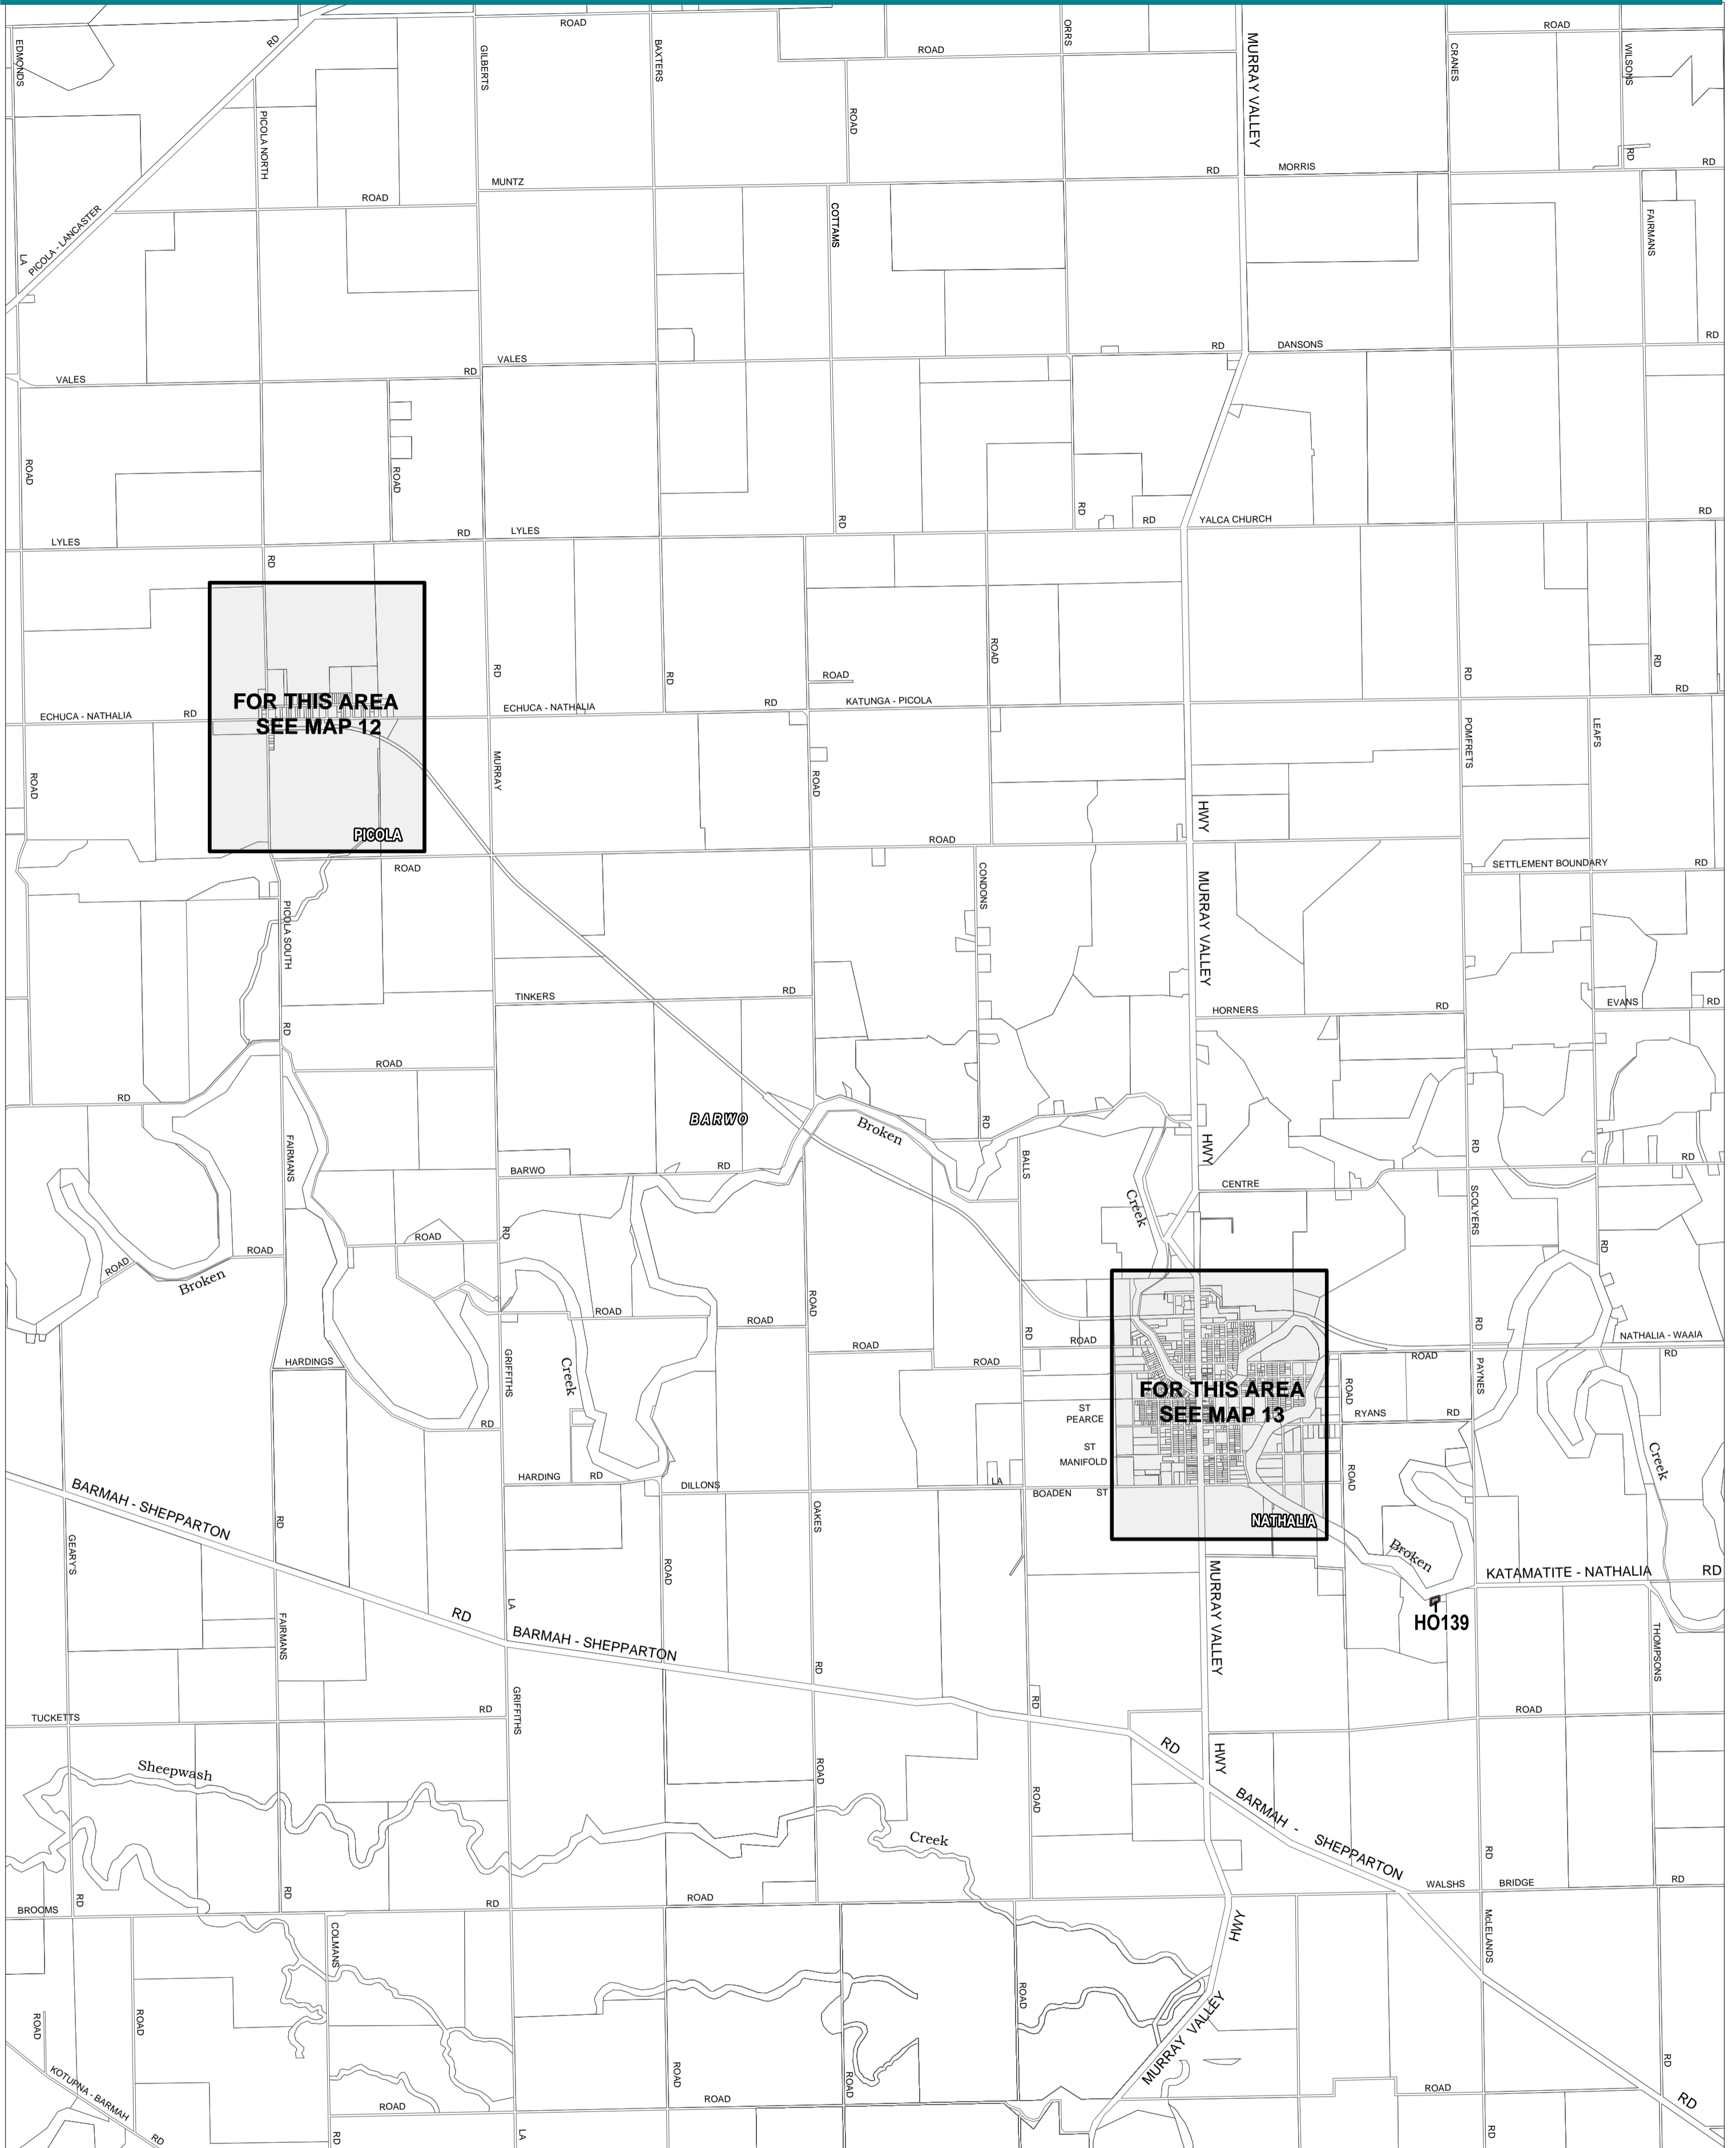 ROAD
ROAD
ROAD
RD
EDMONDS
GILBERTS
BAXTERS
ORRS
MURRAY VALLEY
CRANES
WILSONS
PICOLA NORTH
ROAD
RD
MUNTZ
RD
MORRIS
RD
ROAD
COTTAMS
FAIRMANS
PICOLA - LANCASTER
LA
VALES
RD
VALES
RD
DANSONS
RD
ROAD
ROAD
LYLES
RD
LYLES
RD
RD
RD
YALCA CHURCH
RD
RD
FOR THIS AREA
SEE MAP 12
PICOLA
ECHUCA - NATHALIA
RD
RD
RD
ECHUCA - NATHALIA
RD
ROAD
KATUNGA - PICOLA
ROAD
RD
RD
RD
ROAD
MURRAY
ROAD
HWY
POMFRETS
LEAFS
ROAD
ROAD
SETTLEMENT BOUNDARY
RD
PICOLA SOUTH
CONDONS
MURRAY VALLEY
TINKERS
RD
HORNERS
RD
EVANS
RD
RD
ROAD
RD
BARWO
Broken
RD
HWY
RD
FAIRMANS
BARWO
RD
BALLS
CENTRE
RD
Creek
SCOLYERS
RD
ROAD
RD
ROAD
ROAD
Broken
ROAD
ROAD
ROAD
ROAD
RD
ROAD
RD
NATHALIA - WAAIA
HARDINGS
GRIFFITHS
Creek
ROAD
ROAD
RD
PAYNES
FOR THIS AREA
SEE MAP 13
NATHALIA
ROAD
RYANS
RD
ST
PEARCE
ST
MANIFOLD
RD
HARDING
RD
DILLONS
LA
BOADEN
ST
ROAD
Creek
BARMAH - SHEPPARTON
RD
GEARY'S
OAKES
ROAD
Broken
KATAMATITE - NATHALIA
RD
HO139
MURRAY VALLEY
LA
RD
BARMAH - SHEPPARTON
FAIRMANS
THOMPSONS
RD
RD
TUCKETTS
RD
GRIFFITHS
ROAD
RD
HWY
Sheepwash
ROAD
ROAD
BARMAH - SHEPPARTON
Creek
RD
WALSHS
BRIDGE
RD
BROOMS
RD
RD
RD
ROAD
HWY
McLELANDS
COLMANS
ROAD
ROAD
ROAD
MURRAY VALLEY
KOTUPNA - BARMAH
RD
ROAD
RD
LA
ROAD
ROAD
ROAD
ROAD
RD
RD
RD